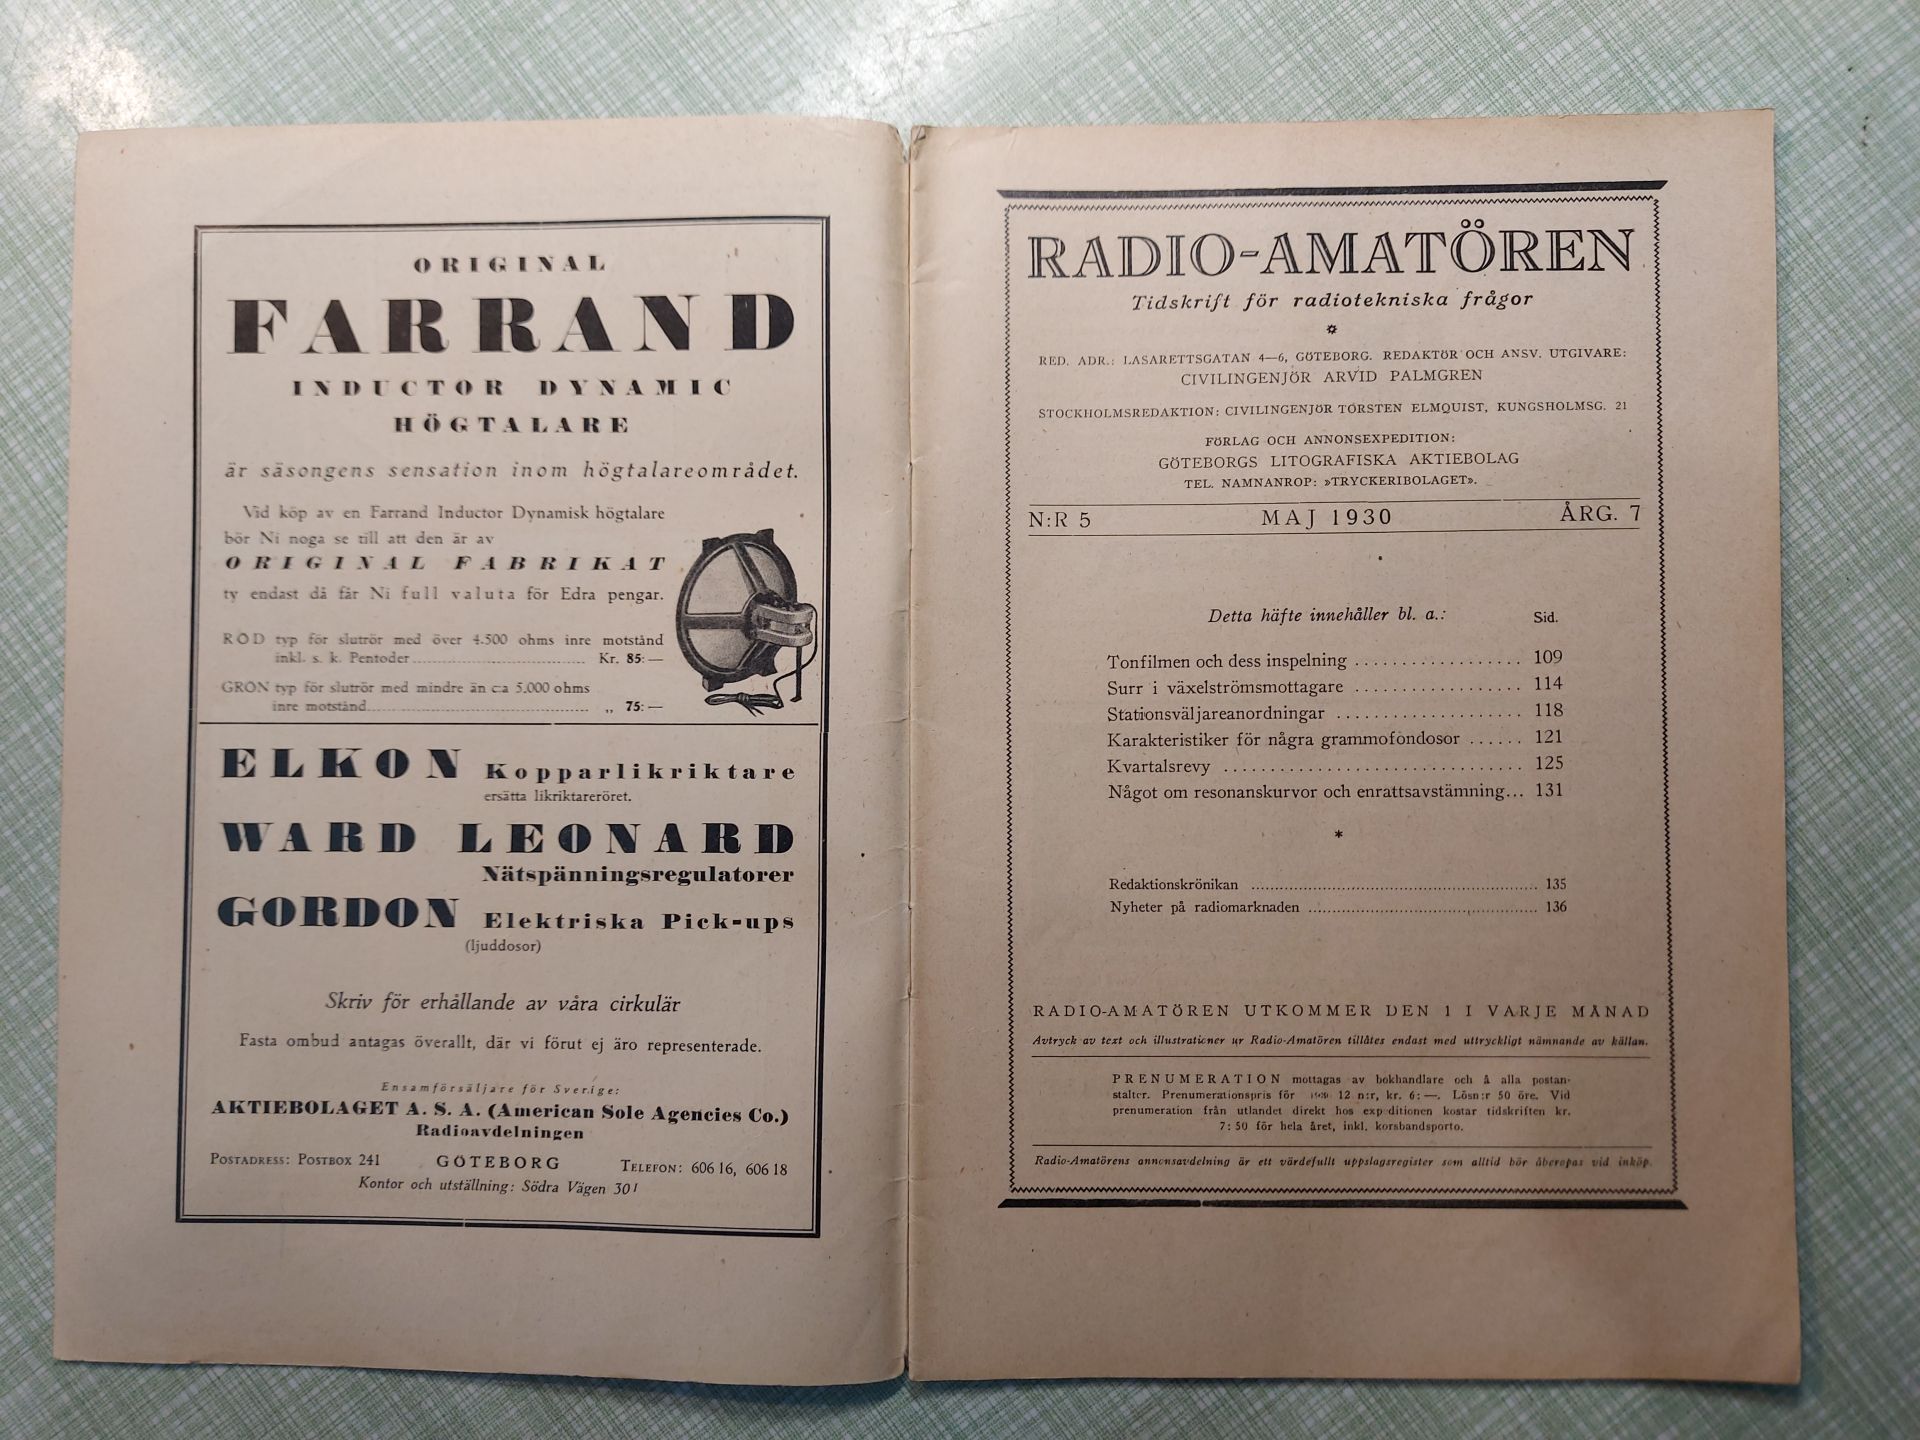 ORIGINAL
FARRAND
INDUCTOR DYNAMIC
HÖGTALARE
är säsongens sensation inom högtalareområdet.
Vid köp av en Farrand Inductor Dynamisk högtalare
bör Ni noga se till att den är av
ORIGINAL FABRIKAT
ty endast då får Ni full valuta för Edra pengar.
RÖD typ för slutrör med över 4.500 ohms inre motstånd
inkl. s. k. Pentoder Kr. 85:—
GRÖN typ för slutrör med mindre än c:a 5.000 ohms
inre motstånd „ 75:—
ELKON Kopparlikriktare
ersätta likriktareröret.
WARD LEONARD
Nätspänningsregulatorer
GORDON Elektriska Pick-ups
(ljuddosor)
Skriv för erhållande av våra cirkulär
Fasta ombud antagas överallt, där vi förut ej äro representerade.
Ensamförsäljare för Sverige:
AKTIEBOLAGET A. S. A. (American Sole Agencies Co.)
Radioavdelningen
POSTADRESS: POSTBOX 241 GÖTEBORG TELEFON: 606 16, 606 18
Kontor och utställning: Södra Vägen 301
RADIO-AMATÖREN
Tidskrift för radiotekniska frågor
RED. ADR.: LASARETTSGATAN 4—6, GÖTEBORG. REDAKTÖR OCH ANSV. UTGIVARE:
CIVILINGENJÖR ARVID PALMGREN
STOCKHOLMSREDAKTION: CIVILINGENJÖR TORSTEN ELMQUIST, KUNGSHOLMSG. 21
FÖRLAG OCH ANNONSEXPEDITION:
GÖTEBORGS LITOGRAFISKA AKTIEBOLAG
TEL. NAMNANROP: »TRYCKERIBOLAGET».
N:R 5 MAJ 1930 ÅRG. 7
Detta häfte innehåller bl. a.: Sid.
Tonfilmen och dess inspelning .................. 109
Surr i växelströmsmottagare .................. 114
Stationsväljareanordningar .................... 118
Karakteristiker för några grammofondosor ...... 121
Kvartalsrevy ................................ 125
Något om resonanskurvor och enrattsavstämning... 131
*
Redaktionskrönikan ........................ 135
Nyheter på radiomarknaden ........................ 136
RADIO-AMATÖREN UTKOMMER DEN 1 I VARJE MÅNAD
Avtryck av text och illustrationer ur Radio-Amatören tillåtes endast med uttryckligt nämnande av källan.
PRENUMERATION mottagas av bokhandlare och å alla postan-
stalter. Prenumerationspris för 12 n:r, kr. 6:—. Lösn:r 50 öre. Vid
prenumeration från utlandet direkt hos expeditionen kostar tidskriften kr.
7:50 för hela året, inkl. korsbandsporto.
Radio-Amatörens annonsavdelning är ett värdefullt uppslagsregister som alltid bör åberopas vid inköp.